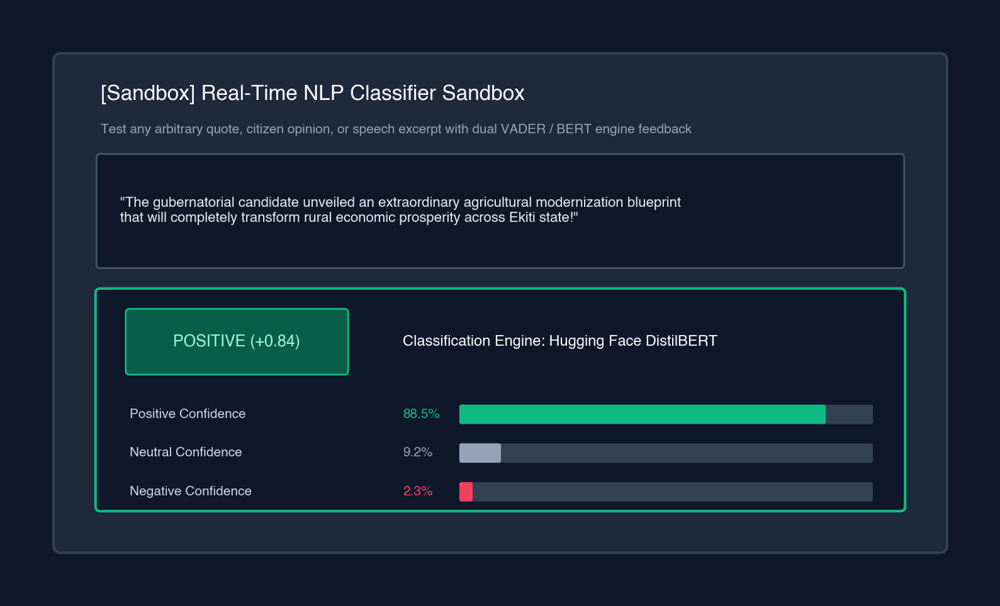 [Sandbox] Real-Time NLP Classifier Sandbox
Test any arbitrary quote, citizen opinion, or speech excerpt with dual VADER / BERT engine feedback
"The gubernatorial candidate unveiled an extraordinary agricultural modernization blueprint
that will completely transform rural economic prosperity across Ekiti state!"
POSITIVE (+0.84)
Classification Engine: Hugging Face DistilBERT
Positive Confidence 88.5%
Neutral Confidence 9.2%
Negative Confidence 2.3%